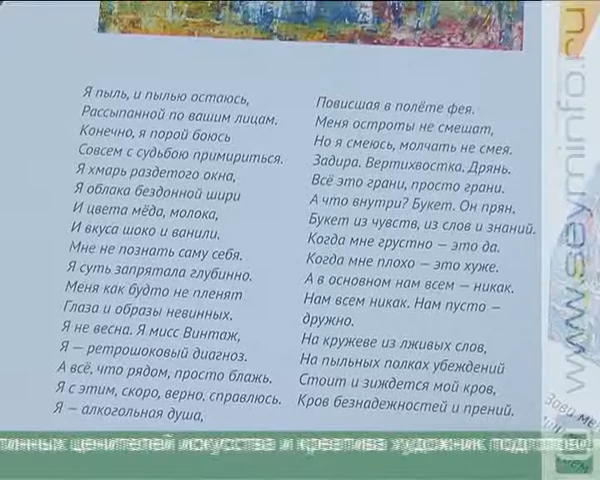 Я пыль, и пылью остаюсь,
Рассыпанной по вашим лицам.
Конечно, я порой боюсь
Совсем с судьбою примириться.
Я хмарь раздетого окна,
Я облака бездонной шири
И цвета мёда, молока,
И вкуса шоко и ванили.
Мне не познать саму себя.
Я суть запрятала глубинно.
Меня как будто не пленят
Глаза и образы невинных.
Я не весна. Я мисс Винтаж,
Я – ретрошоковый диагноз.
А всё, что рядом, просто блажь.
Я с этим, скоро, верно, справлюсь.
Я – алкогольная душа,
Повисшая в полёте фея.
Меня остроты не смешат,
Но я смеюсь, молчать не смея.
Задира. Вертихвостка. Дрянь.
Всё это грани, просто грани.
А что внутри? Букет. Он прян.
Букет из чувств, из слов и знаний.
Когда мне грустно – это да.
Когда мне плохо – это хуже.
А в основном нам всем – никак.
Нам всем никак. Нам пусто –
дружно.
На кружеве из лживых слов,
На пыльных полках убеждений
Стоит и зиждется мой кров,
Кров безнадежностей и прений.
www.seyminfo.ru
Зови
ценителей искусства и креатива художник